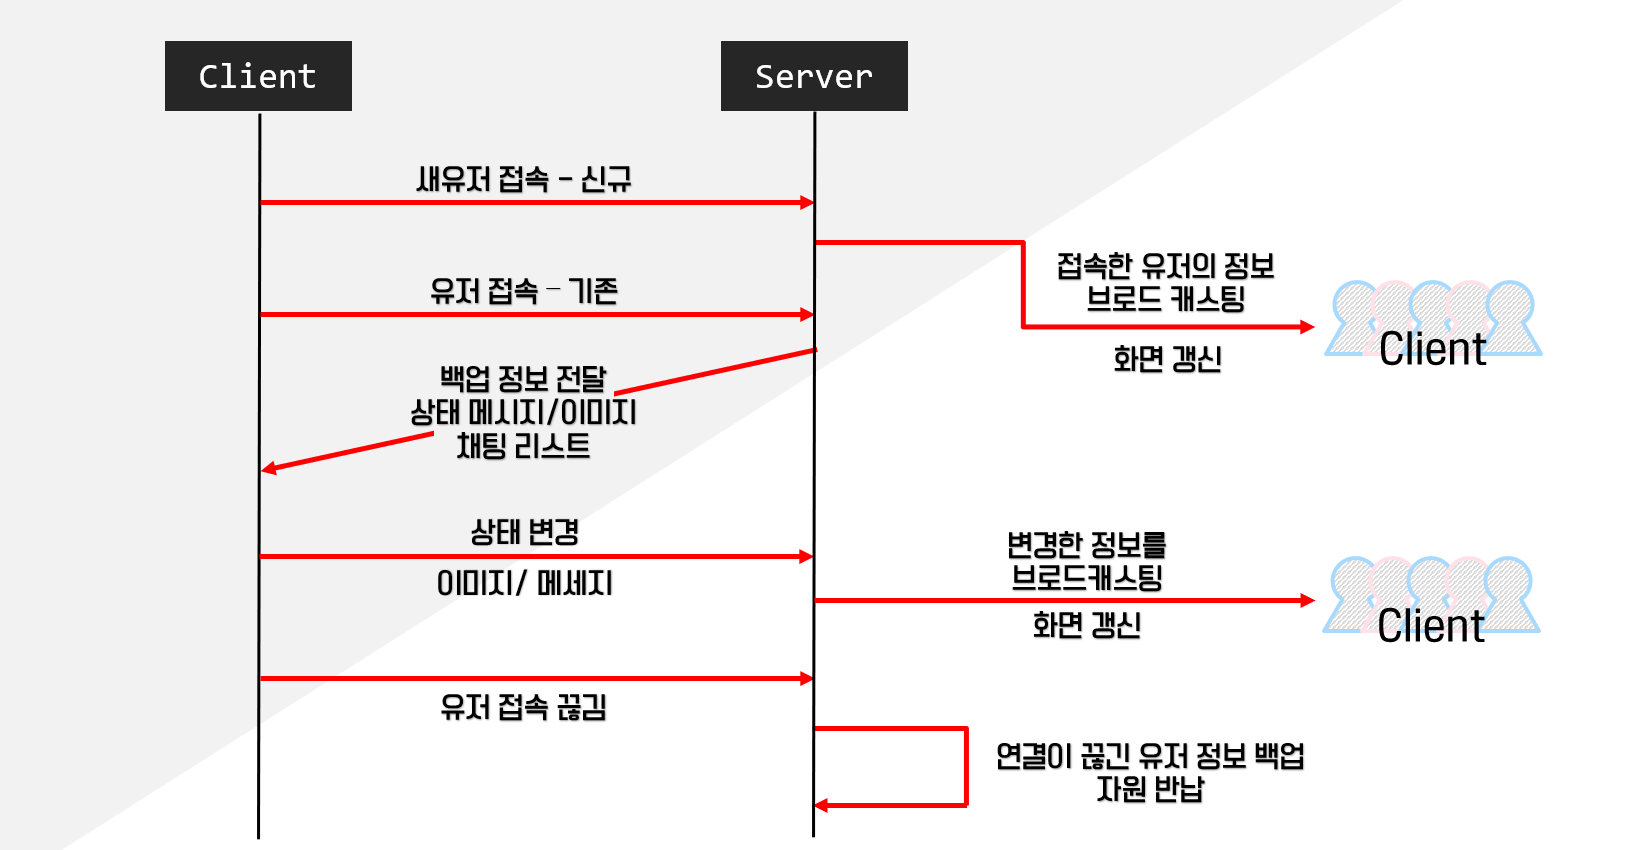 Client
Server
새유저 접속 - 신규
접속한 유저의 정보
브로드 캐스팅
유저 접속 - 기존
화면 갱신
Client
백업 정보 전달
상태 메시지/이미지
채팅 리스트
상태 변경
이미지/ 메세지
변경한 정보를
브로드캐스팅
화면 갱신
Client
유저 접속 끊김
연결이 끊긴 유저 정보 백업
자원 반납